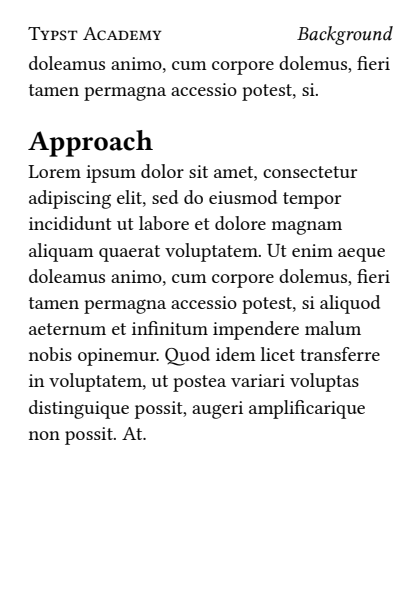 Typst Academy Background
doleamus animo, cum corpore dolemus, fieri
tamen permagna accessio potest, si.
Approach
Lorem ipsum dolor sit amet, consectetur
adipiscing elit, sed do eiusmod tempor
incididunt ut labore et dolore magnam
aliquam quaerat voluptatem. Ut enim aeque
doleamus animo, cum corpore dolemus, fieri
tamen permagna accessio potest, si aliquod
aeternum et infinitum impendere malum
nobis opinemur. Quod idem licet transferre
in voluptatem, ut postea variari voluptas
distinguique possit, augeri amplificarique
non possit. At.